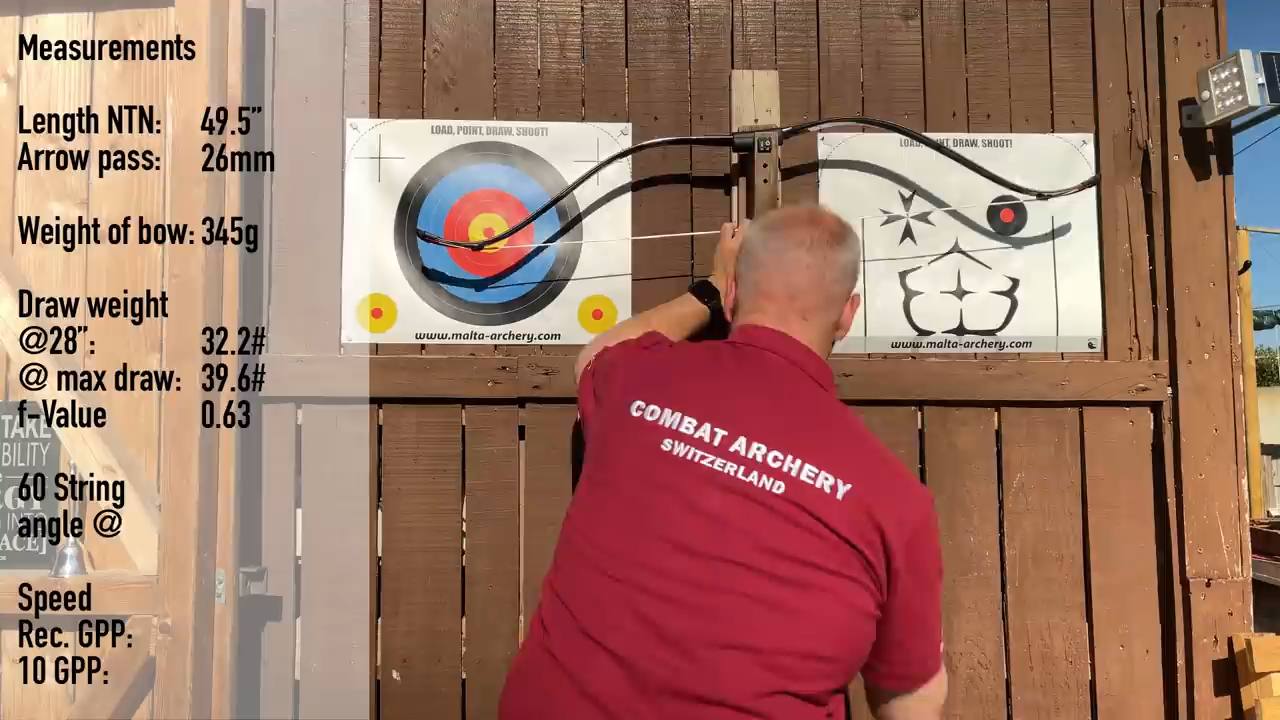 Measurements
Length NTN: 49.5"
Arrow pass: 26mm
Weight of bow: 345g
Draw weight
@28": 32.2#
@ max draw: 39.6#
f-Value 0.63
60 String
angle @
Speed
Rec. GPP:
10 GPP:
LOAD, POINT, DRAW, SHOOT!
www.malta-archery.com
LOAD, DRAW, SHOOT!
www.malta-archery.com
COMBAT ARCHERY
SWITZERLAND
TAKE
BILITY
INTO
ACE]